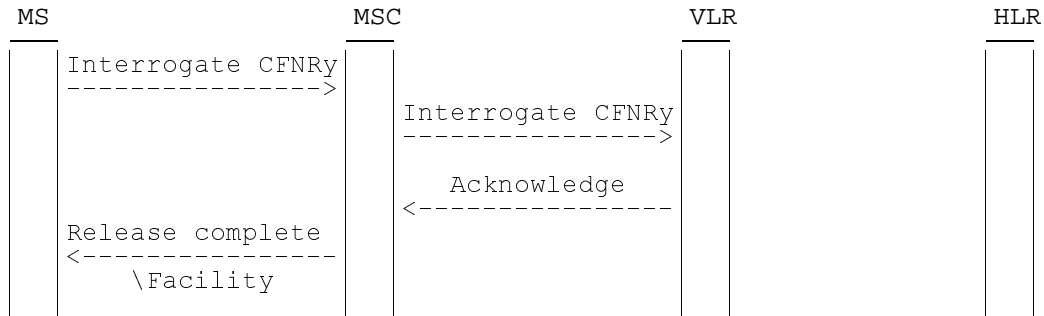 MS MSC VLR HLR
Interrogate CFNRy
---------------->
Interrogate CFNRy
---------------->
Acknowledge
<----------------
Release complete
<----------------
\Facility